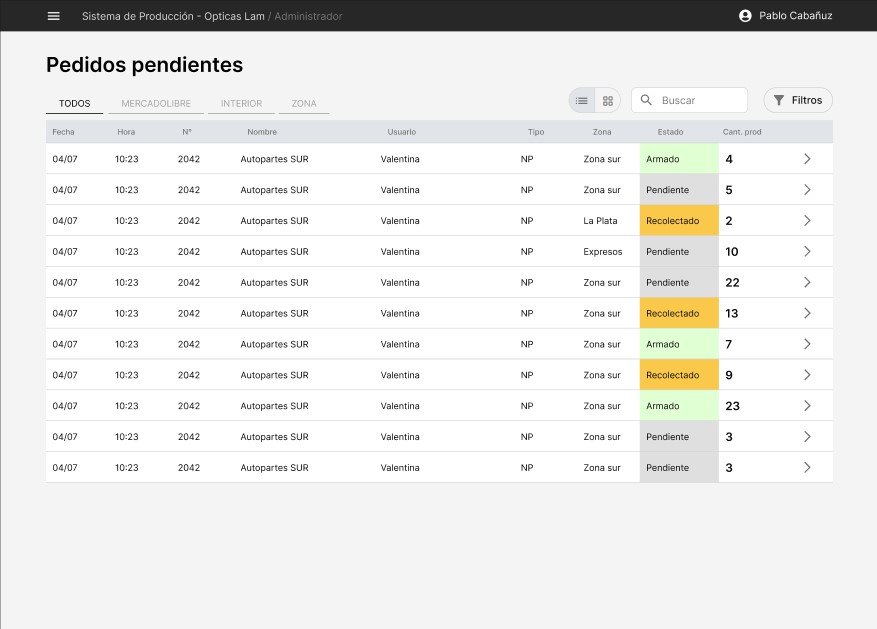 Sistema de Producción - Opticas Lam / Administrador Pablo Cabañuz
Pedidos pendientes
TODOS MERCADOLIBRE INTERIOR ZONA Buscar Filtros
Fecha Hora N° Nombre Usuario Tipo Zona Estado Cant. prod
04/07 10:23 2042 Autopartes SUR Valentina NP Zona sur Armado 4
04/07 10:23 2042 Autopartes SUR Valentina NP Zona sur Pendiente 5
04/07 10:23 2042 Autopartes SUR Valentina NP La Plata Recolectado 2
04/07 10:23 2042 Autopartes SUR Valentina NP Expresos Pendiente 10
04/07 10:23 2042 Autopartes SUR Valentina NP Zona sur Pendiente 22
04/07 10:23 2042 Autopartes SUR Valentina NP Zona sur Recolectado 13
04/07 10:23 2042 Autopartes SUR Valentina NP Zona sur Armado 7
04/07 10:23 2042 Autopartes SUR Valentina NP Zona sur Recolectado 9
04/07 10:23 2042 Autopartes SUR Valentina NP Zona sur Armado 23
04/07 10:23 2042 Autopartes SUR Valentina NP Zona sur Pendiente 3
04/07 10:23 2042 Autopartes SUR Valentina NP Zona sur Pendiente 3